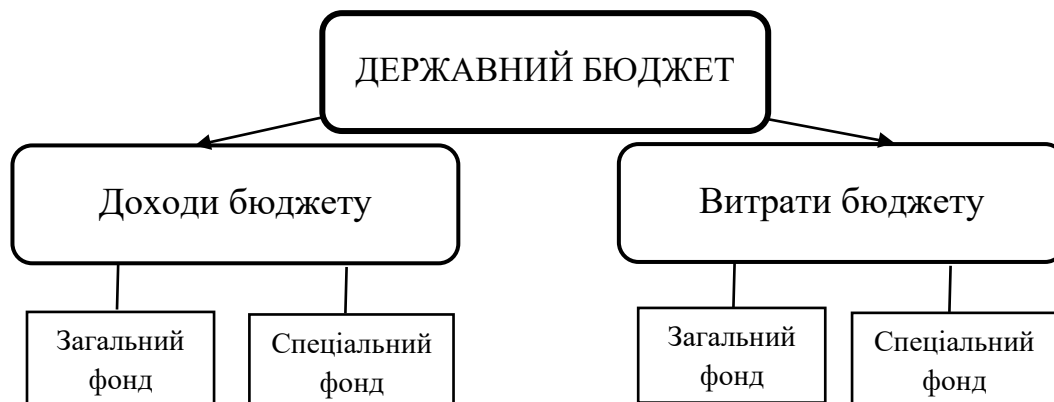 ДЕРЖАВНИЙ БЮДЖЕТ
Доходи бюджету
Витрати бюджету
Загальний
фонд
Спеціальний
фонд
Загальний
фонд
Спеціальний
фонд